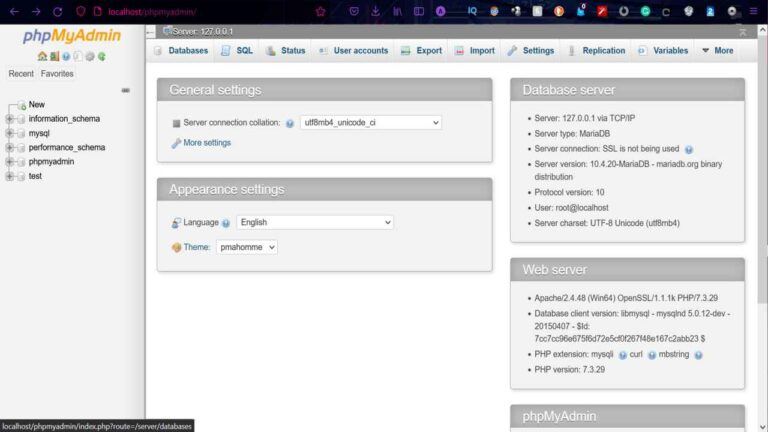 localhost/phpmyadmin/
phpMyAdmin
Recent Favorites
New
information_schema
mysql
performance_schema
phpmyadmin
test
Server: 127.0.0.1
Databases SQL Status User accounts Export Import Settings Replication Variables More
General settings
Server connection collation: utf8mb4_unicode_ci
More settings
Appearance settings
Language English
Theme: pmahomme
Database server
Server: 127.0.0.1 via TCP/IP
Server type: MariaDB
Server connection: SSL is not being used
Server version: 10.4.20-MariaDB - mariadb.org binary
distribution
Protocol version: 10
User: root@localhost
Server charset: UTF-8 Unicode (utf8mb4)
Web server
Apache/2.4.48 (Win64) OpenSSL/1.1.1k PHP/7.3.29
Database client version: libmysql - mysqlnd 5.0.12-dev -
20150407 - $Id:
7cc7cc96e675f6d72e5cf0f267f48e167c2abb23 $
PHP extension: mysqli curl mbstring
PHP version: 7.3.29
phpMyAdmin
localhost/phpmyadmin/index.php?route=/server/databases